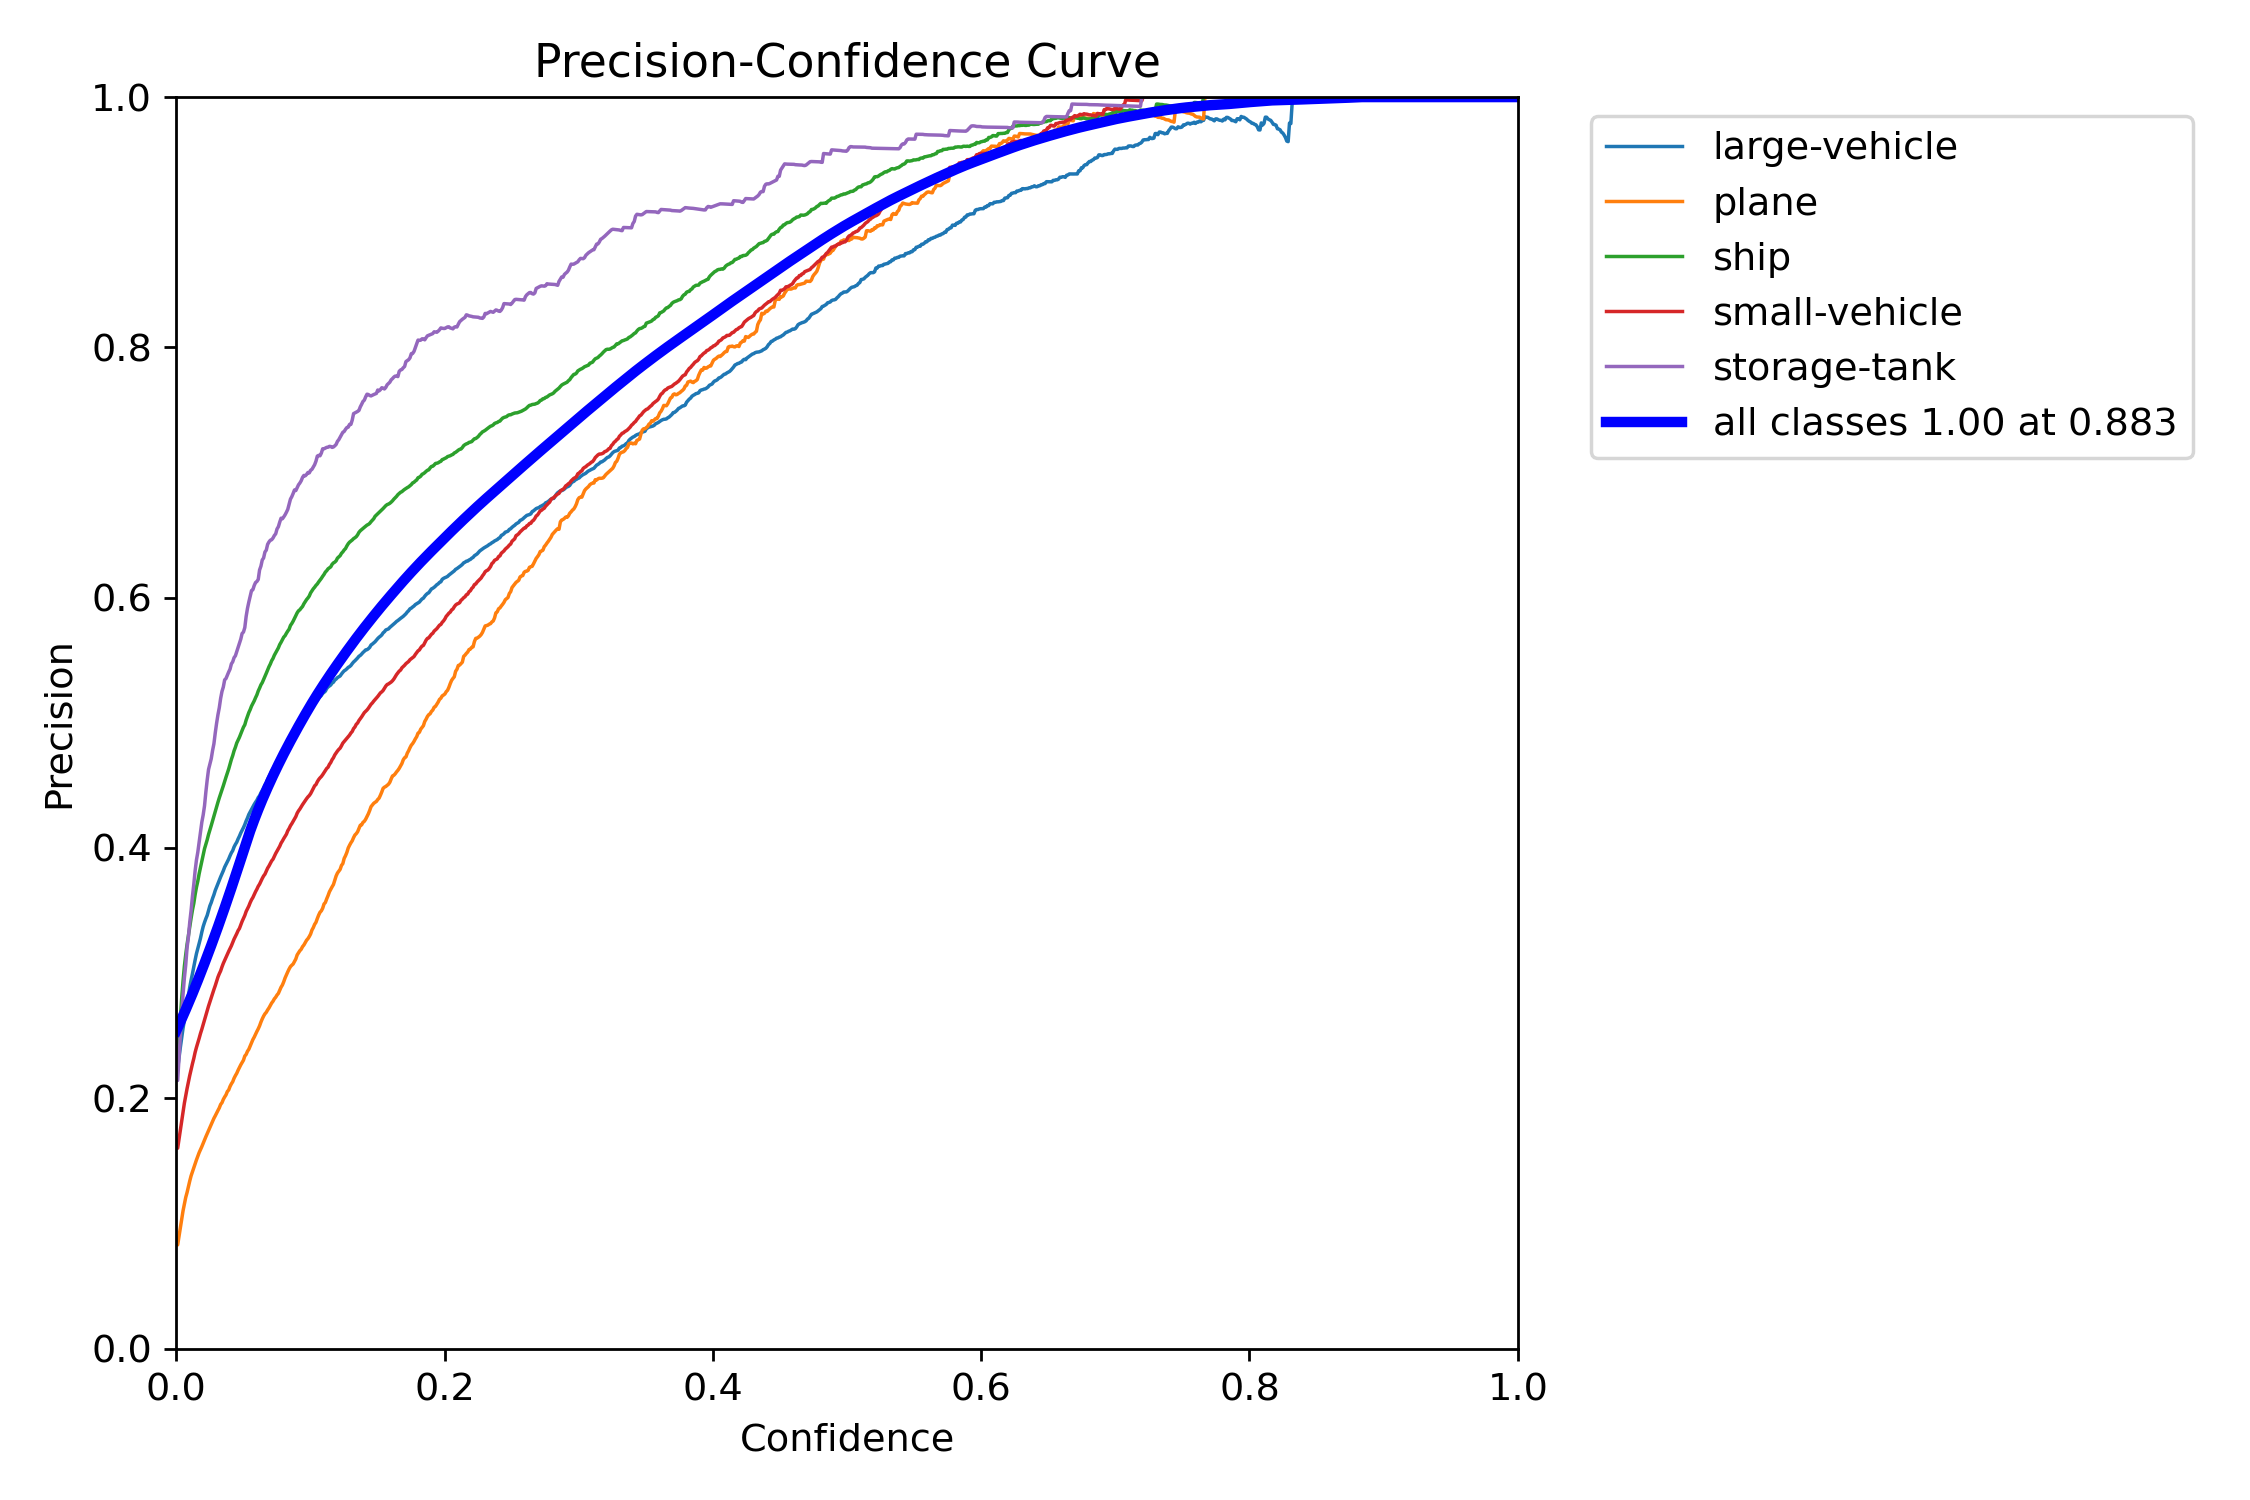 Precision-Confidence Curve
1.0
0.8
0.6
0.4
0.2
0.0
Precision
0.0 0.2 0.4 0.6 0.8 1.0
Confidence
large-vehicle
plane
ship
small-vehicle
storage-tank
all classes 1.00 at 0.883